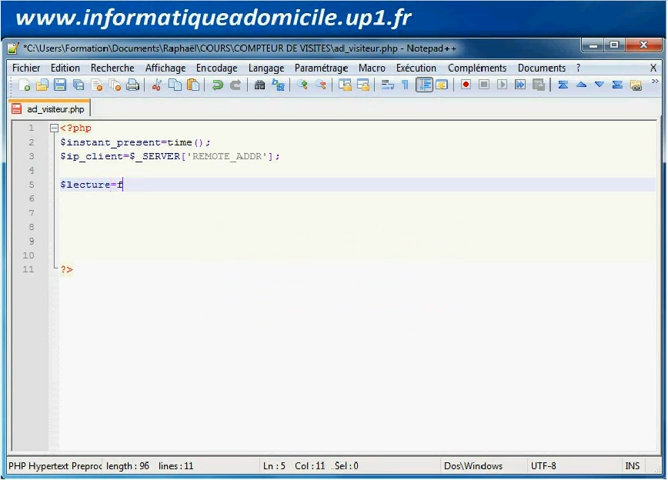 www.informatiqueadomicile.up1.fr
*C:\Users\Formation\Documents\Raphaël\COURS\COMPTEUR DE VISITES\ad_visiteur.php - Notepad++
Fichier Edition Recherche Affichage Encodage Langage Paramétrage Macro Exécution Compléments Documents ? X
ad_visiteur.php
1 <?php
2 $instant_present=time();
3 $ip_client=$_SERVER['REMOTE_ADDR'];
4
5 $lecture=f
6
7
8
9
10
11 ?>
PHP Hypertext Preproc length : 96 lines : 11 Ln : 5 Col : 11 Sel : 0 Dos\Windows UTF-8 INS